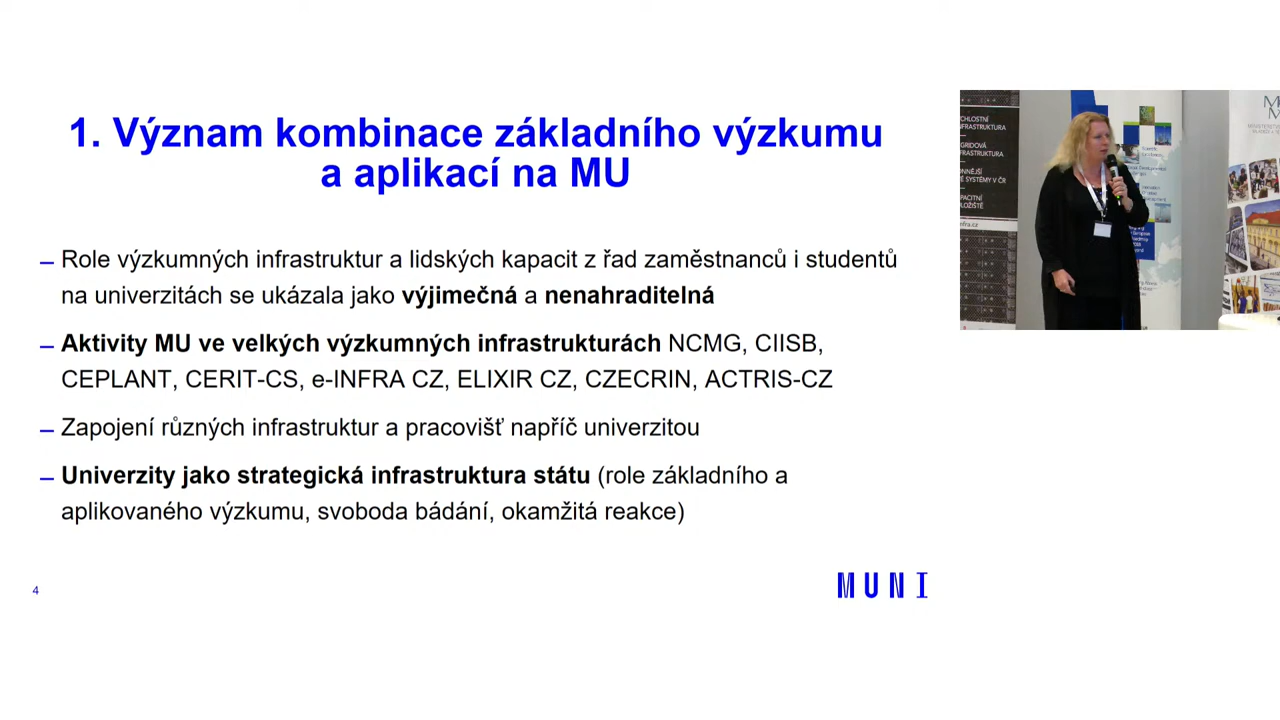 1. Význam kombinace základního výzkumu
a aplikací na MU
– Role výzkumných infrastruktur a lidských kapacit z řad zaměstnanců i studentů
na univerzitách se ukázala jako výjimečná a nenahraditelná
– Aktivity MU ve velkých výzkumných infrastrukturách NCMG, CIISB,
CEPLANT, CERIT-CS, e-INFRA CZ, ELIXIR CZ, CZECRIN, ACTRIS-CZ
– Zapojení různých infrastruktur a pracovišť napříč univerzitou
– Univerzity jako strategická infrastruktura státu (role základního a
aplikovaného výzkumu, svoboda bádání, okamžitá reakce)
4
MUNI